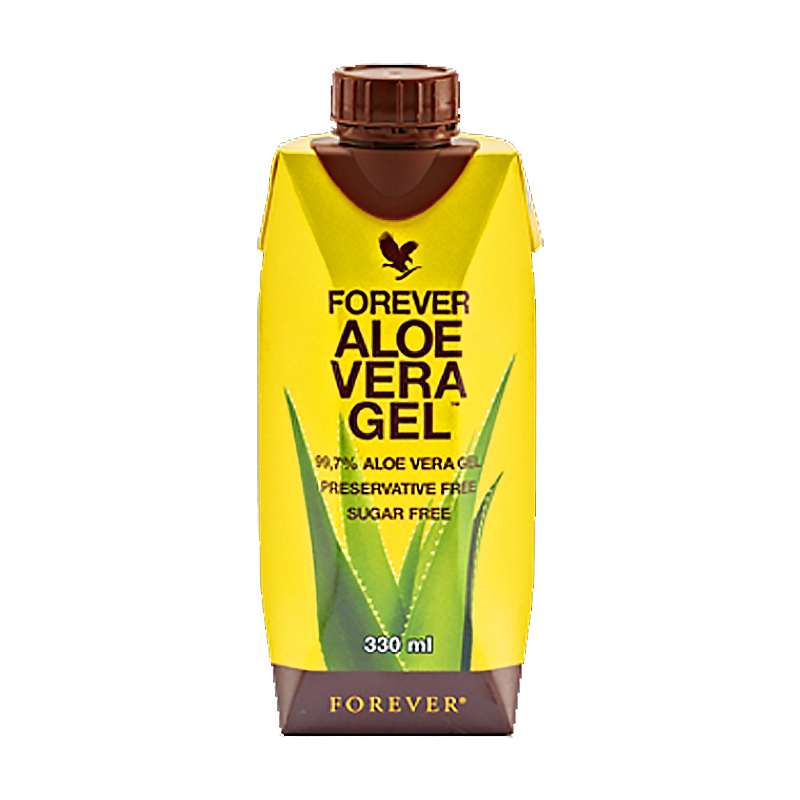 FOREVER
ALOE
VERA
GEL™
99,7% ALOE VERA GEL
PRESERVATIVE FREE
SUGAR FREE
330 ml
FOREVER®